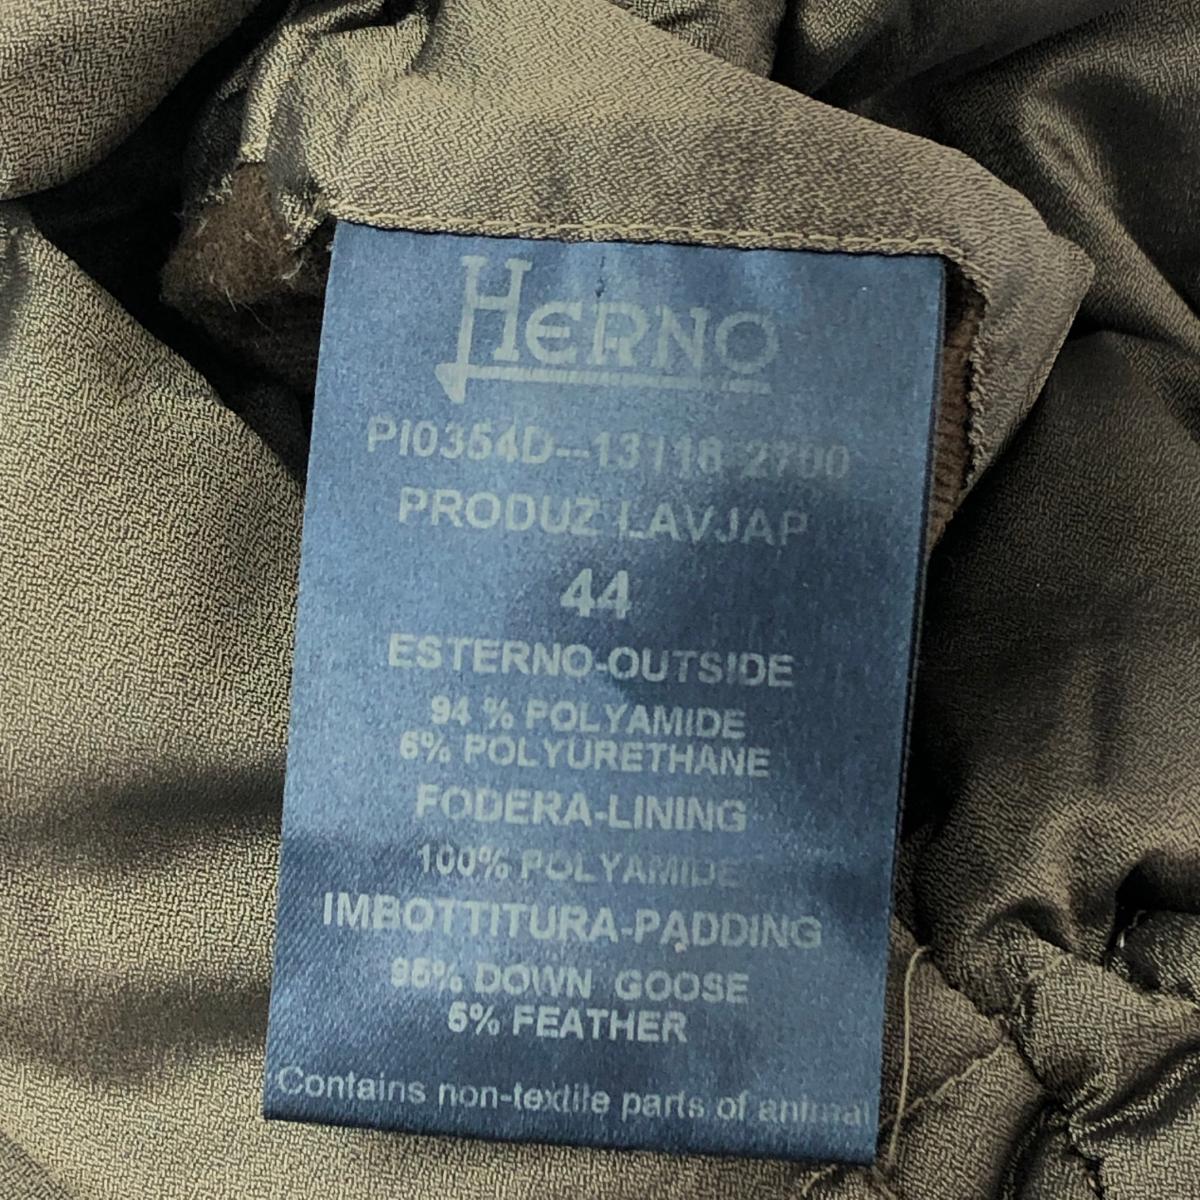 HERNO
PI0354D--13118-2700
PRODUZ LAVJAP
44
ESTERNO-OUTSIDE
94 % POLYAMIDE
6% POLYURETHANE
FODERA-LINING
100% POLYAMIDE
IMBOTTITURA-PADDING
95% DOWN GOOSE
5% FEATHER
Contains non-textile parts of animal